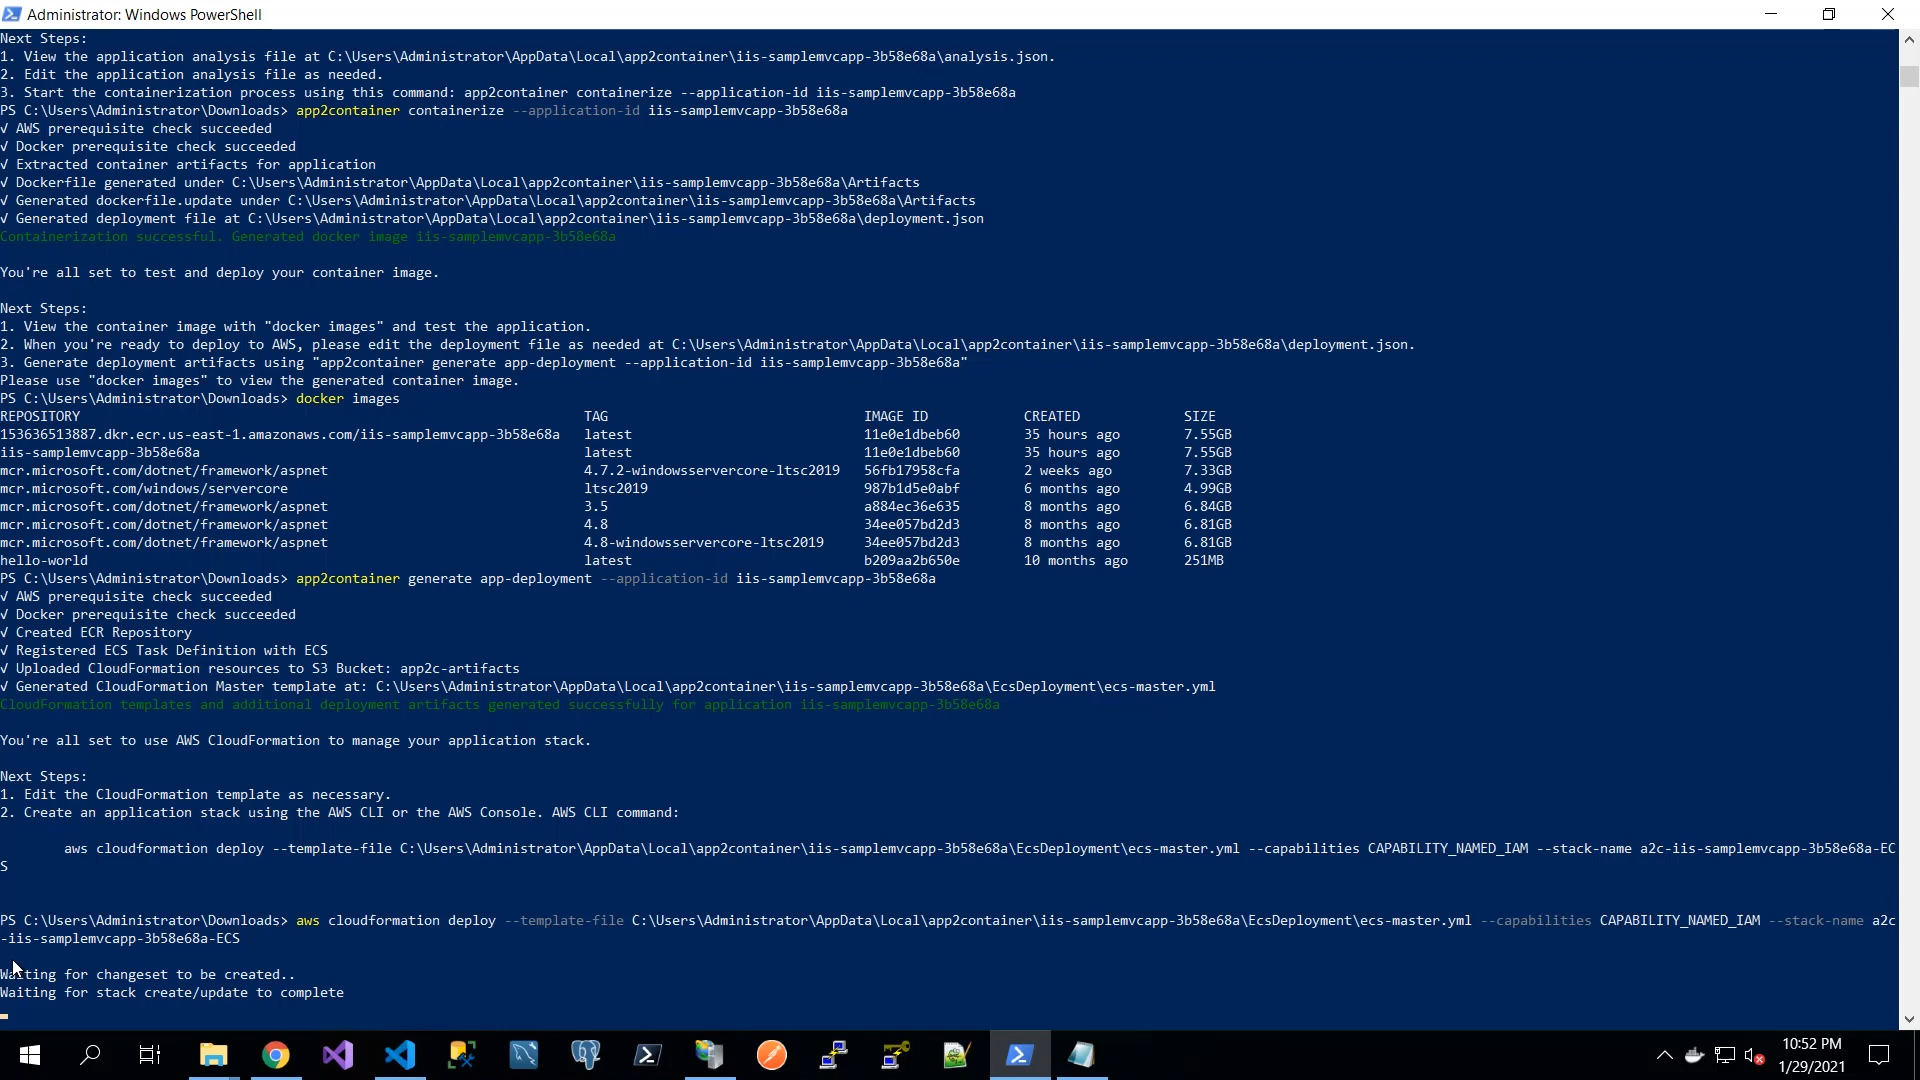 Administrator: Windows PowerShell
Next Steps:
1. View the application analysis file at C:\Users\Administrator\AppData\Local\app2container\iis-samplemvcapp-3b58e68a\analysis.json.
2. Edit the application analysis file as needed.
3. Start the containerization process using this command: app2container containerize --application-id iis-samplemvcapp-3b58e68a
PS C:\Users\Administrator\Downloads> app2container containerize --application-id iis-samplemvcapp-3b58e68a
√ AWS prerequisite check succeeded
√ Docker prerequisite check succeeded
√ Extracted container artifacts for application
√ Dockerfile generated under C:\Users\Administrator\AppData\Local\app2container\iis-samplemvcapp-3b58e68a\Artifacts
√ Generated dockerfile.update under C:\Users\Administrator\AppData\Local\app2container\iis-samplemvcapp-3b58e68a\Artifacts
√ Generated deployment file at C:\Users\Administrator\AppData\Local\app2container\iis-samplemvcapp-3b58e68a\deployment.json
Containerization successful. Generated docker image iis-samplemvcapp-3b58e68a
You're all set to test and deploy your container image.
Next Steps:
1. View the container image with "docker images" and test the application.
2. When you're ready to deploy to AWS, please edit the deployment file as needed at C:\Users\Administrator\AppData\Local\app2container\iis-samplemvcapp-3b58e68a\deployment.json.
3. Generate deployment artifacts using "app2container generate app-deployment --application-id iis-samplemvcapp-3b58e68a"
Please use "docker images" to view the generated container image.
PS C:\Users\Administrator\Downloads> docker images
REPOSITORY TAG IMAGE ID CREATED SIZE
153636513887.dkr.ecr.us-east-1.amazonaws.com/iis-samplemvcapp-3b58e68a latest 11e0e1dbeb60 35 hours ago 7.55GB
iis-samplemvcapp-3b58e68a latest 11e0e1dbeb60 35 hours ago 7.55GB
mcr.microsoft.com/dotnet/framework/aspnet 4.7.2-windowsservercore-ltsc2019 56fb17958cfa 2 weeks ago 7.33GB
mcr.microsoft.com/windows/servercore ltsc2019 987b1d5e0abf 6 months ago 4.99GB
mcr.microsoft.com/dotnet/framework/aspnet 3.5 a884ec36e635 8 months ago 6.84GB
mcr.microsoft.com/dotnet/framework/aspnet 4.8 34ee057bd2d3 8 months ago 6.81GB
mcr.microsoft.com/dotnet/framework/aspnet 4.8-windowsservercore-ltsc2019 34ee057bd2d3 8 months ago 6.81GB
hello-world latest b209aa2b650e 10 months ago 251MB
PS C:\Users\Administrator\Downloads> app2container generate app-deployment --application-id iis-samplemvcapp-3b58e68a
√ AWS prerequisite check succeeded
√ Docker prerequisite check succeeded
√ Created ECR Repository
√ Registered ECS Task Definition with ECS
√ Uploaded CloudFormation resources to S3 Bucket: app2c-artifacts
√ Generated CloudFormation Master template at: C:\Users\Administrator\AppData\Local\app2container\iis-samplemvcapp-3b58e68a\EcsDeployment\ecs-master.yml
CloudFormation templates and additional deployment artifacts generated successfully for application iis-samplemvcapp-3b58e68a
You're all set to use AWS CloudFormation to manage your application stack.
Next Steps:
1. Edit the CloudFormation template as necessary.
2. Create an application stack using the AWS CLI or the AWS Console. AWS CLI command:
aws cloudformation deploy --template-file C:\Users\Administrator\AppData\Local\app2container\iis-samplemvcapp-3b58e68a\EcsDeployment\ecs-master.yml --capabilities CAPABILITY_NAMED_IAM --stack-name a2c-iis-samplemvcapp-3b58e68a-EC
S
PS C:\Users\Administrator\Downloads> aws cloudformation deploy --template-file C:\Users\Administrator\AppData\Local\app2container\iis-samplemvcapp-3b58e68a\EcsDeployment\ecs-master.yml --capabilities CAPABILITY_NAMED_IAM --stack-name a2c
-iis-samplemvcapp-3b58e68a-ECS
Waiting for changeset to be created..
Waiting for stack create/update to complete
10:52 PM
1/29/2021